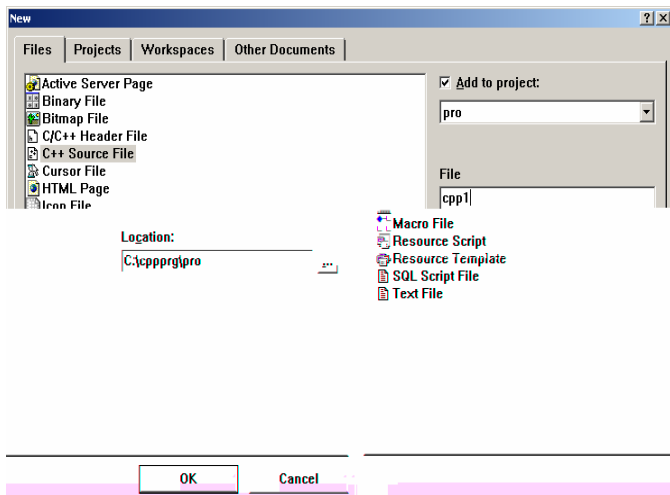 New
Files Projects Workspaces Other Documents
Active Server Page
Binary File
Bitmap File
C/C++ Header File
C++ Source File
Cursor File
HTML Page
Icon File
Add to project:
pro
File
cpp1
Location:
C:\cppprg\pro
...
Macro File
Resource Script
Resource Template
SQL Script File
Text File
OK Cancel